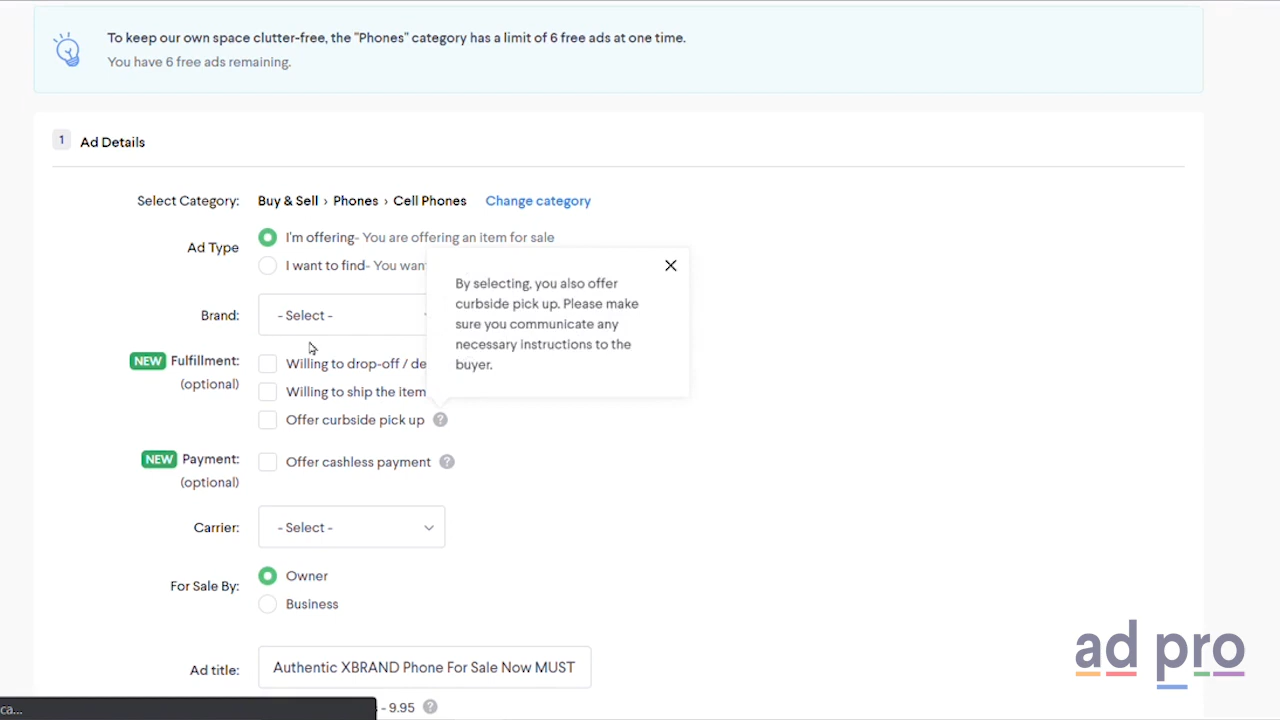 To keep our own space clutter-free, the "Phones" category has a limit of 6 free ads at one time.
You have 6 free ads remaining.
1 Ad Details
Select Category: Buy & Sell › Phones › Cell Phones Change category
Ad Type
I'm offering- You are offering an item for sale
I want to find- You
By selecting, you also offer
curbside pick up. Please make
sure you communicate any
necessary instructions to the
buyer.
Brand: - Select -
NEW Fulfillment:
(optional)
Willing to drop-off /
Willing to ship the item
Offer curbside pick up ?
NEW Payment:
(optional)
Offer cashless payment ?
Carrier: - Select -
For Sale By:
Owner
Business
Ad title: Authentic XBRAND Phone For Sale Now MUST
- 9.95 ?
ca...
ad pro